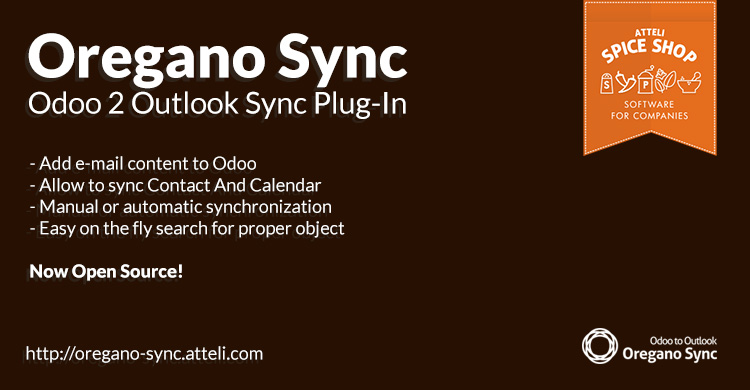 Oregano Sync
Odoo 2 Outlook Sync Plug-In
- Add e-mail content to Odoo
- Allow to sync Contact And Calendar
- Manual or automatic synchronization
- Easy on the fly search for proper object
Now Open Source!
http://oregano-sync.atteli.com
ATTELI
SPICE SHOP
S P
SOFTWARE
FOR COMPANIES
Odoo to Outlook
Oregano Sync